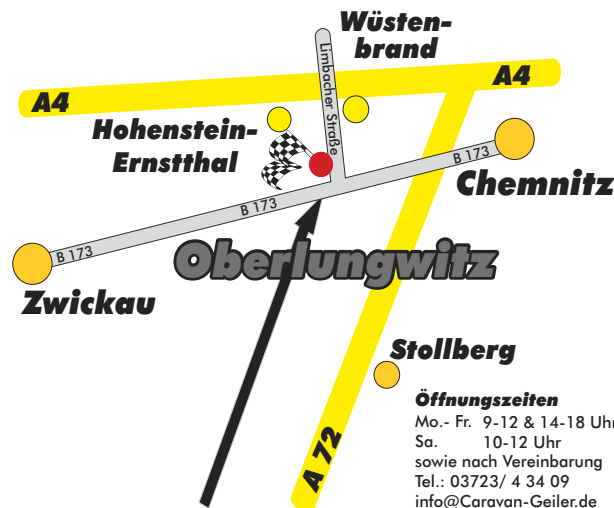 Wüsten-
brand
A4
A4
Limbacher Straße
Hohenstein-
Ernstthal
B 173
Chemnitz
B 173
B 173
Oberlungwitz
Zwickau
Stollberg
A 72
Öffnungszeiten
Mo.- Fr. 9-12 & 14-18 Uhr
Sa. 10-12 Uhr
sowie nach Vereinbarung
Tel.: 03723/ 4 34 09
info@Caravan-Geiler.de